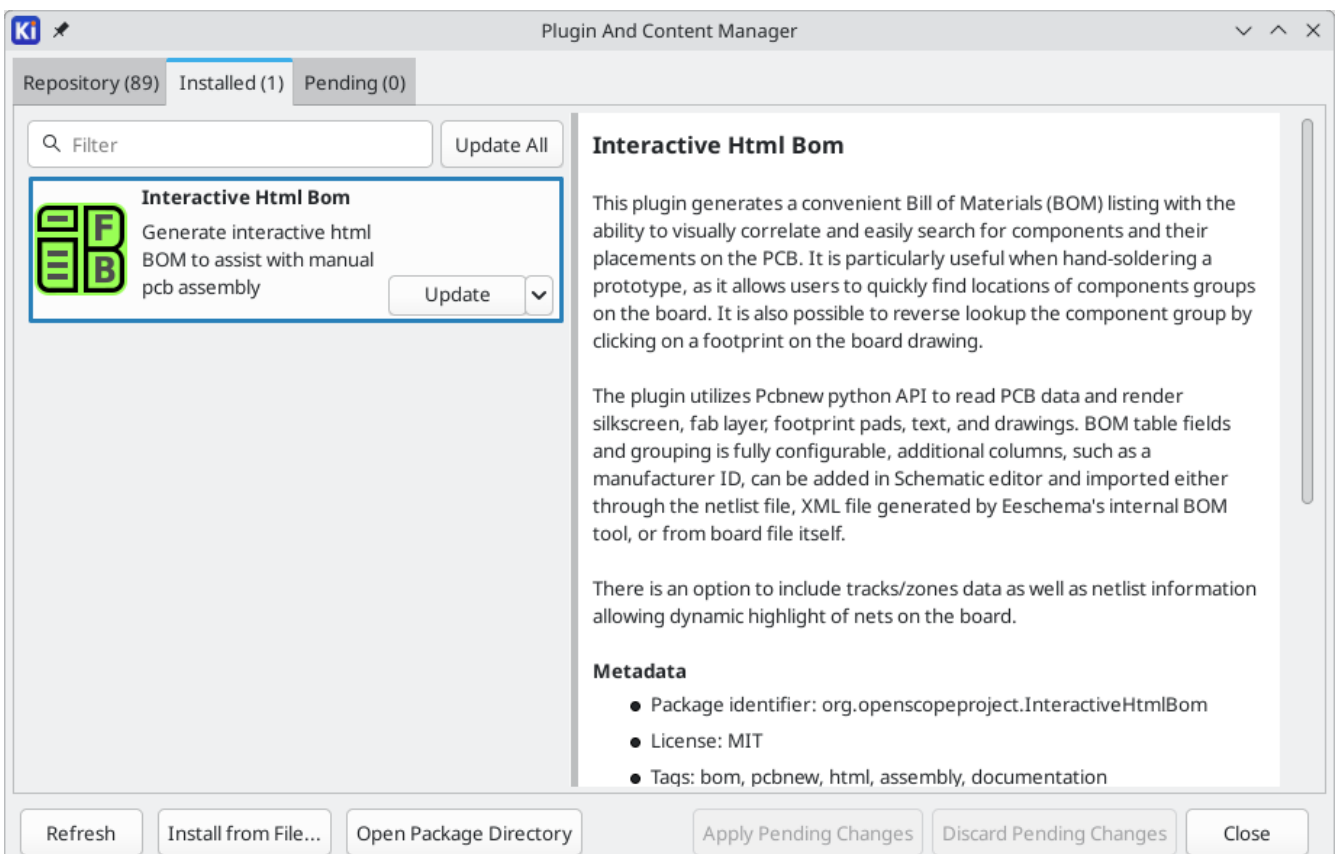 Ki
Plugin And Content Manager
Repository (89)
Installed (1)
Pending (0)
Filter
Update All
Interactive Html Bom
Generate interactive html
BOM to assist with manual
pcb assembly
F
B
Update
Interactive Html Bom
This plugin generates a convenient Bill of Materials (BOM) listing with the
ability to visually correlate and easily search for components and their
placements on the PCB. It is particularly useful when hand-soldering a
prototype, as it allows users to quickly find locations of components groups
on the board. It is also possible to reverse lookup the component group by
clicking on a footprint on the board drawing.
The plugin utilizes Pcbnew python API to read PCB data and render
silkscreen, fab layer, footprint pads, text, and drawings. BOM table fields
and grouping is fully configurable, additional columns, such as a
manufacturer ID, can be added in Schematic editor and imported either
through the netlist file, XML file generated by Eeschema's internal BOM
tool, or from board file itself.
There is an option to include tracks/zones data as well as netlist information
allowing dynamic highlight of nets on the board.
Metadata
● Package identifier: org.openscopeproject.InteractiveHtmlBom
● License: MIT
● Tags: bom, pcbnew, html, assembly, documentation
Refresh
Install from File...
Open Package Directory
Apply Pending Changes
Discard Pending Changes
Close